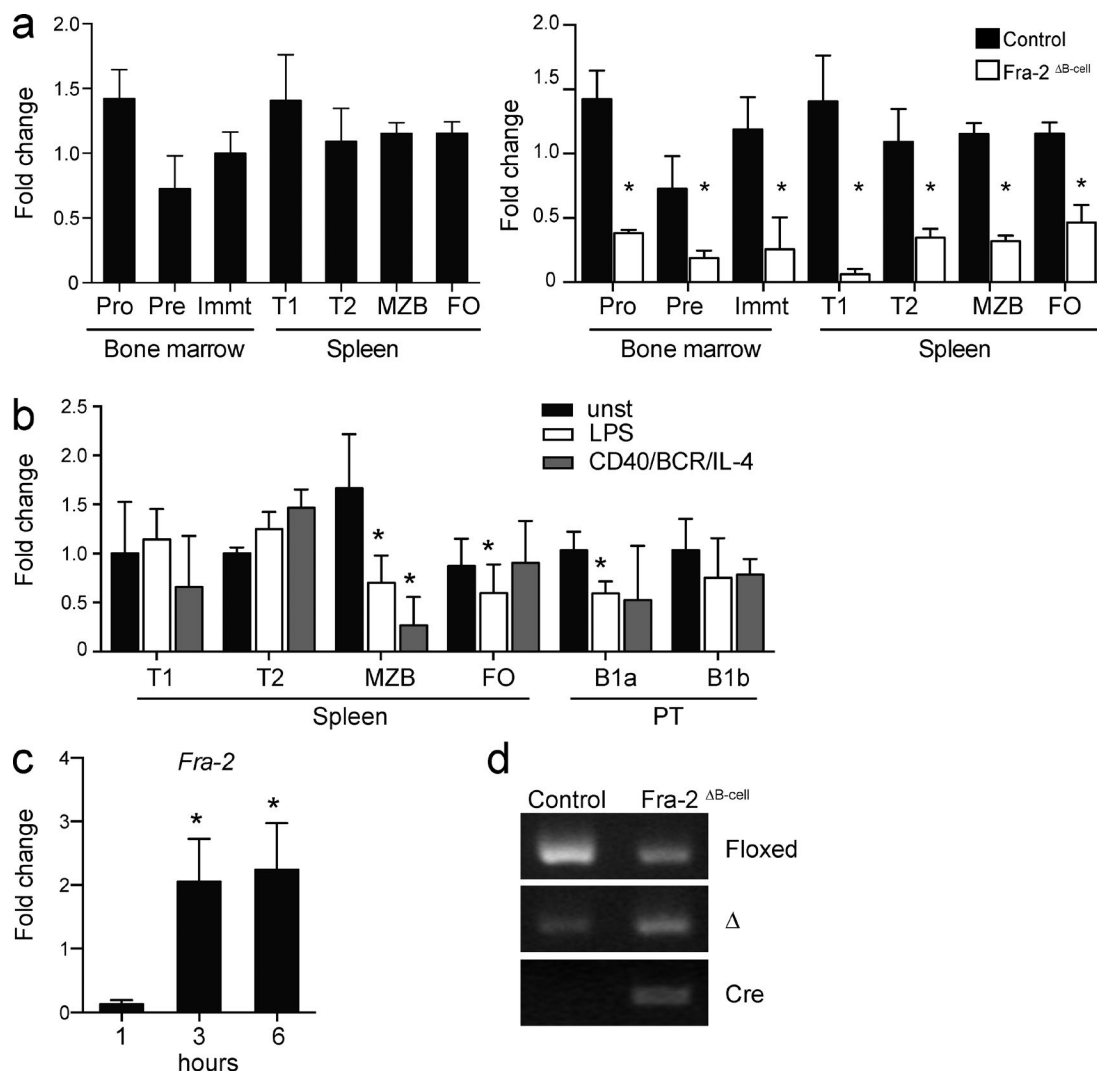 a
2.0
1.5
1.0
0.5
0
Fold change
Pro Pre Immt T1 T2 MZB FO
Bone marrow Spleen
2.0
1.5
1.0
0.5
0
Fold change
Control
Fra-2 ΔB-cell
* * * * * * *
Pro Pre Immt T1 T2 MZB FO
Bone marrow Spleen
b
2.5
2.0
1.5
1.0
0.5
0
Fold change
unst
LPS
CD40/BCR/IL-4
* * * *
T1 T2 MZB FO B1a B1b
Spleen PT
c
Fra-2
4
3
2
1
0
Fold change
* *
1 3 6
hours
d
Control Fra-2 ΔB-cell
Floxed
Δ
Cre